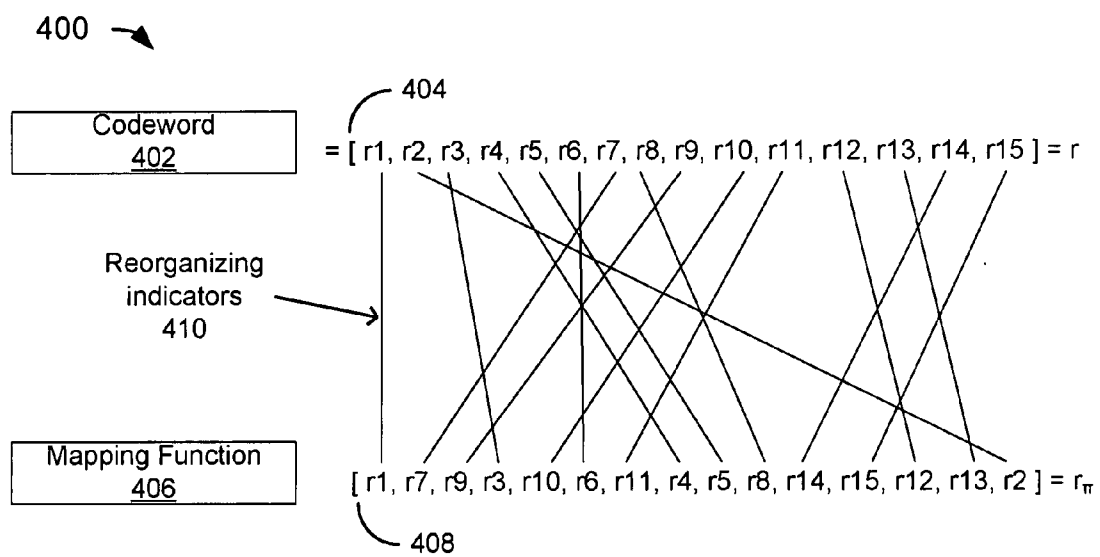 400
404
Codeword
402
= [ r1, r2, r3, r4, r5, r6, r7, r8, r9, r10, r11, r12, r13, r14, r15 ] = r
Reorganizing
indicators
410
Mapping Function
406
[ r1, r7, r9, r3, r10, r6, r11, r4, r5, r8, r14, r15, r12, r13, r2 ] = rπ
408